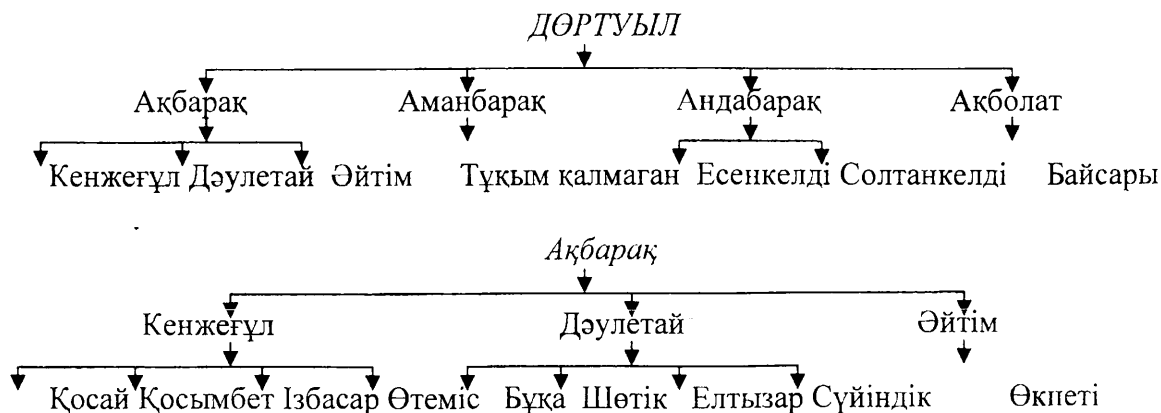 ДӨРТУЫЛ
Ақбарақ Аманбарақ Андабарақ Ақболат
Кенжеғұл Дәулетай Әйтім Тұқым қалмаган Есенкелді Солтанкелді Байсары
Ақбарақ
Кенжеғұл Дәулетай Әйтім
Қосай Қосымбет Ізбасар Өтеміс Бұқа Шөтік Елтызар Сүйіндік Өкпеті